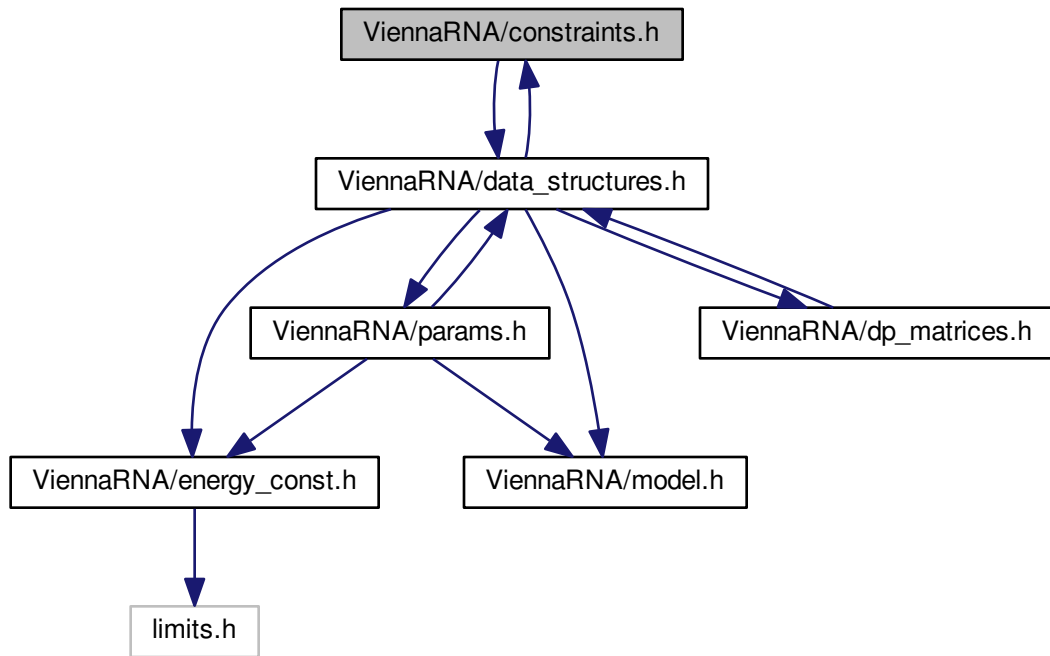 ViennaRNA/constraints.h
ViennaRNA/data_structures.h
ViennaRNA/params.h
ViennaRNA/dp_matrices.h
ViennaRNA/energy_const.h
ViennaRNA/model.h
limits.h